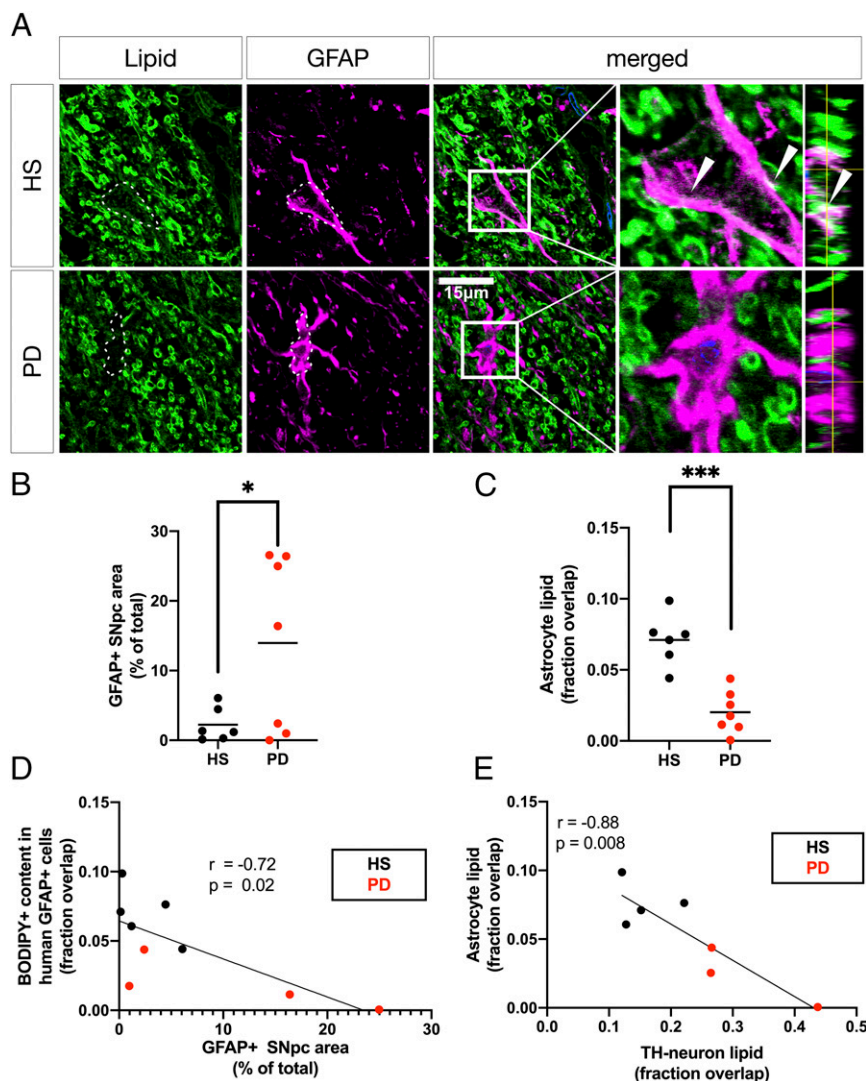 A
Lipid
GFAP
merged
HS
PD
15μm
B
*
GFAP+ SNpc area
(% of total)
30
20
10
0
HS
PD
C
***
Astrocyte lipid
(fraction overlap)
0.15
0.10
0.05
0.00
HS
PD
D
BODIPY+ content in
human GFAP+ cells
(fraction overlap)
0.15
0.10
0.05
0.00
r = -0.72
p = 0.02
HS
PD
0
10
20
30
GFAP+ SNpc area
(% of total)
E
Astrocyte lipid
(fraction overlap)
0.15
0.10
0.05
0.00
r = -0.88
p = 0.008
HS
PD
0.0
0.1
0.2
0.3
0.4
0.5
TH-neuron lipid
(fraction overlap)